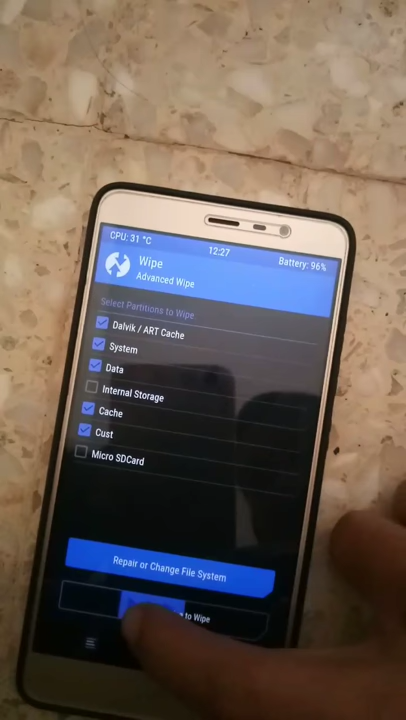 CPU: 31 °C 12:27 Battery: 96%
Wipe
Advanced Wipe
Select Partitions to Wipe
Dalvik / ART Cache
System
Data
Internal Storage
Cache
Cust
Micro SDCard
Repair or Change File System
to Wipe